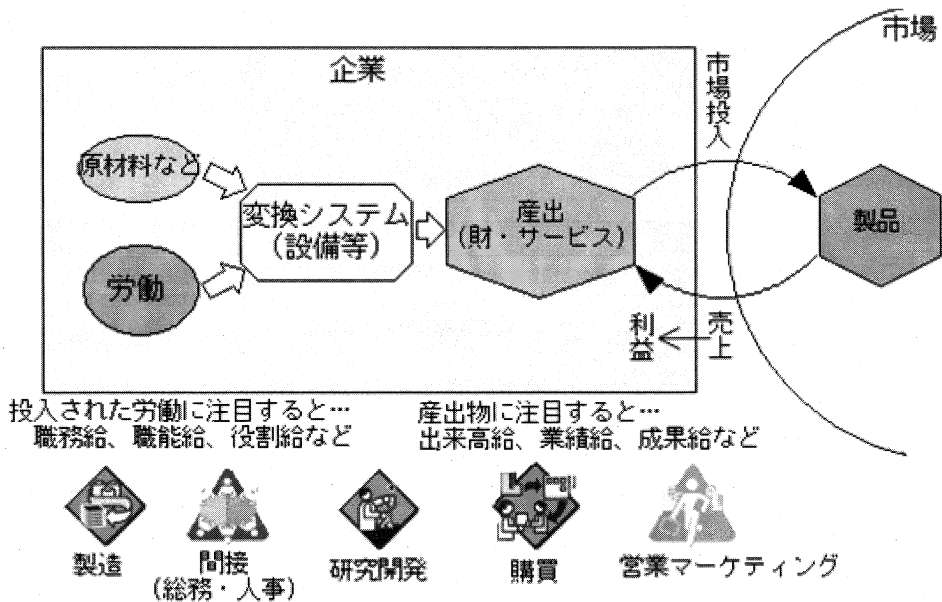 市場
企業
市場投入
原材料など
変換システム
(設備等)
産出
(財・サービス)
製品
労働
利益
売上
投入された労働に注目すると…
職務給、職能給、役割給など
産出物に注目すると…
出来高給、業績給、成果給など
製造
間接
(総務・人事)
研究開発
購買
営業マーケティング